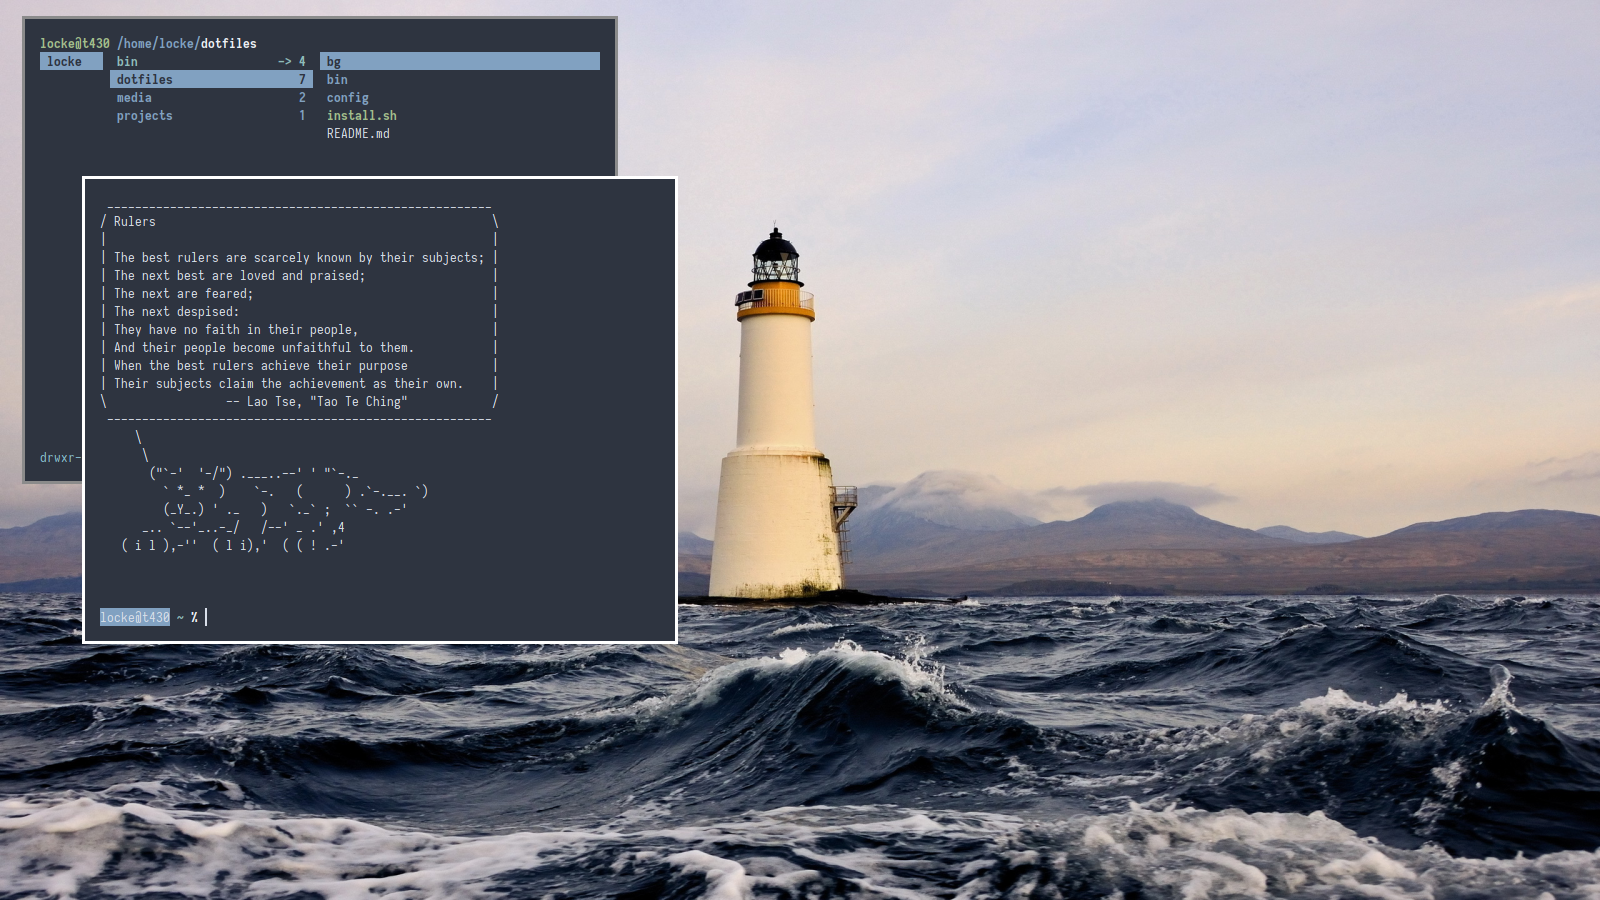 locke@t430 /home/locke/dotfiles
locke bin -> 4 bg
dotfiles 7 bin
media 2 config
projects 1 install.sh
README.md
Rulers
The best rulers are scarcely known by their subjects;
The next best are loved and praised;
The next are feared;
The next despised:
They have no faith in their people,
And their people become unfaithful to them.
When the best rulers achieve their purpose
Their subjects claim the achievement as their own.
-- Lao Tse, "Tao Te Ching"
drwxr-
\
\
("`-'  '-/") .___..--' ' "`-._
` *_ *  )    `-.   (      ) .`-.__. `)
(_Y_.) ' ._   )   `._` ;  `` -. .-'
_.. `--'_..-_/   /--' _ .' ,4
( i l ),-''  ( l i),'  ( ( ! .-'
locke@t430 ~ %